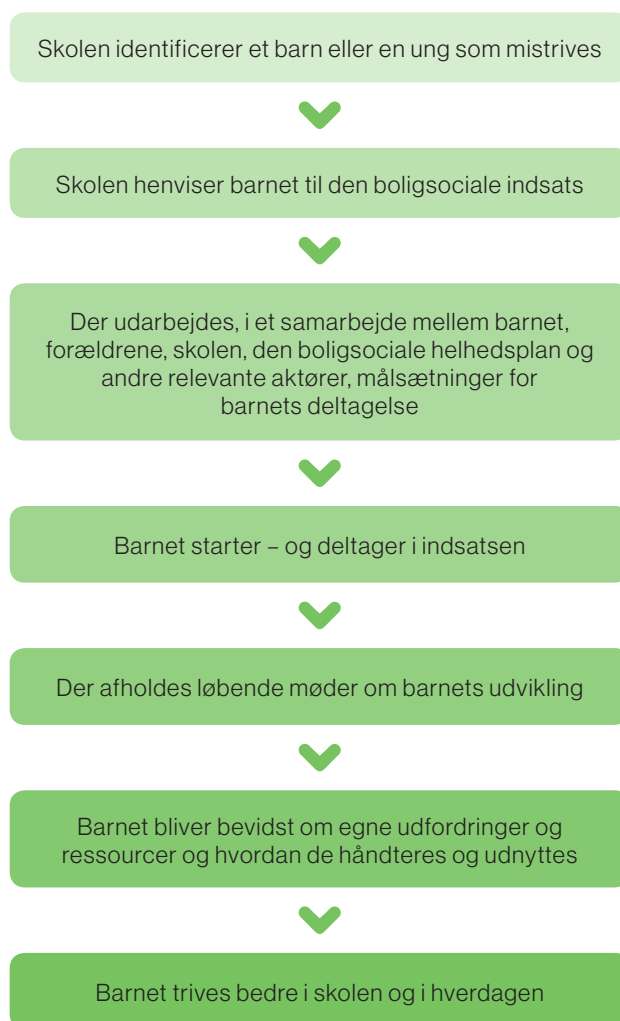 Skolen identificerer et barn eller en ung som mistrives
Skolen henviser barnet til den boligsociale indsats
Der udarbejdes, i et samarbejde mellem barnet,
forældrene, skolen, den boligsociale helhedsplan og
andre relevante aktører, målsætninger for
barnets deltagelse
Barnet starter – og deltager i indsatsen
Der afholdes løbende møder om barnets udvikling
Barnet bliver bevidst om egne udfordringer og
ressourcer og hvordan de håndteres og udnyttes
Barnet trives bedre i skolen og i hverdagen